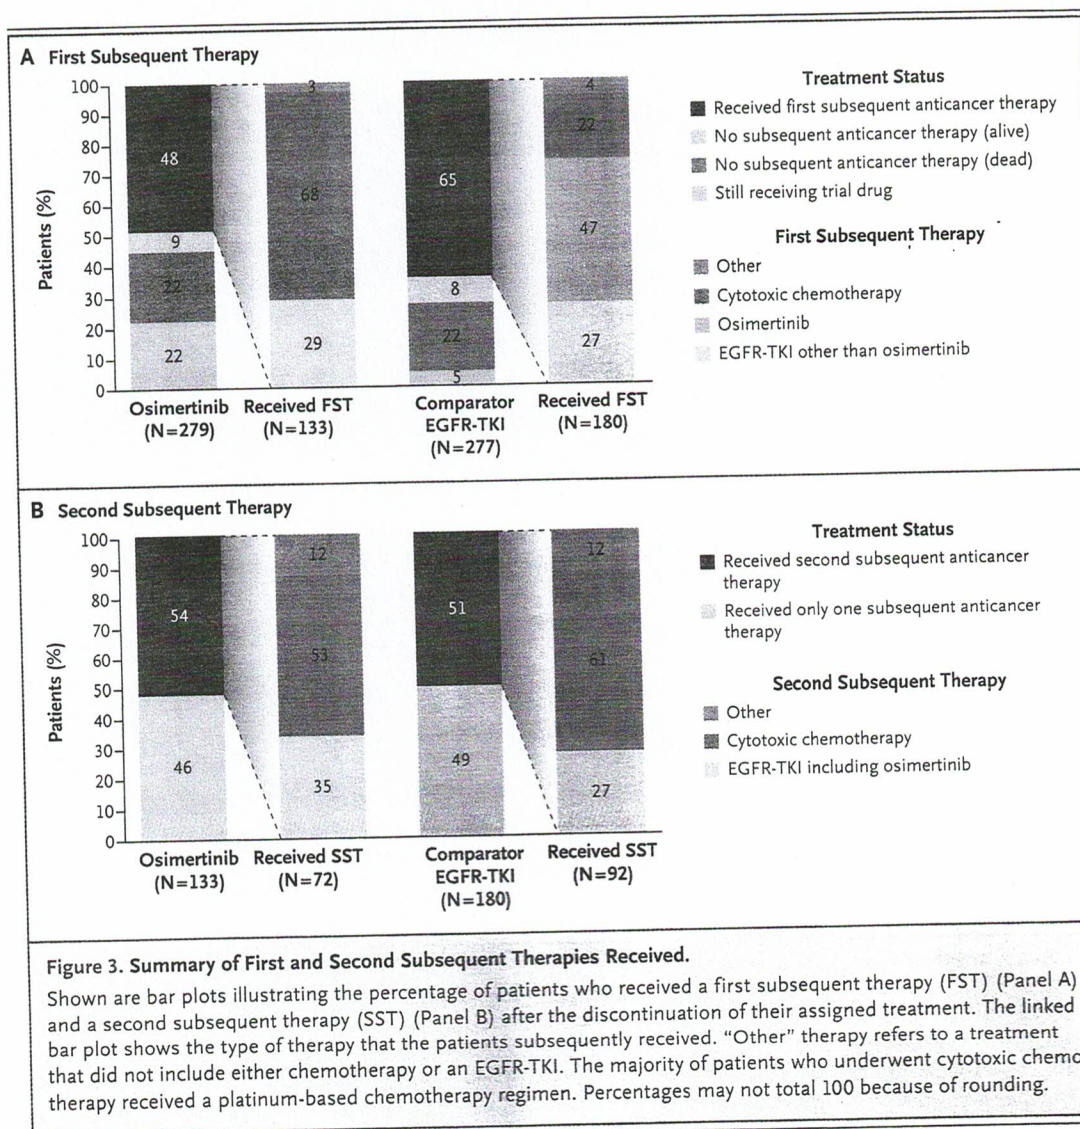 A First Subsequent Therapy
Patients (%)
100
90
80
70
60
50
40
30
20
10
0
48
9
22
22
3
68
29
65
8
22
5
4
22
47
27
Osimertinib
(N=279)
Received FST
(N=133)
Comparator
EGFR-TKI
(N=277)
Received FST
(N=180)
Treatment Status
Received first subsequent anticancer therapy
No subsequent anticancer therapy (alive)
No subsequent anticancer therapy (dead)
Still receiving trial drug
First Subsequent Therapy
Other
Cytotoxic chemotherapy
Osimertinib
EGFR-TKI other than osimertinib
B Second Subsequent Therapy
Patients (%)
100
90
80
70
60
50
40
30
20
10
0
54
46
12
53
35
51
49
12
61
27
Osimertinib
(N=133)
Received SST
(N=72)
Comparator
EGFR-TKI
(N=180)
Received SST
(N=92)
Treatment Status
Received second subsequent anticancer
therapy
Received only one subsequent anticancer
therapy
Second Subsequent Therapy
Other
Cytotoxic chemotherapy
EGFR-TKI including osimertinib
Figure 3. Summary of First and Second Subsequent Therapies Received.
Shown are bar plots illustrating the percentage of patients who received a first subsequent therapy (FST) (Panel A)
and a second subsequent therapy (SST) (Panel B) after the discontinuation of their assigned treatment. The linked
bar plot shows the type of therapy that the patients subsequently received. “Other” therapy refers to a treatment
that did not include either chemotherapy or an EGFR-TKI. The majority of patients who underwent cytotoxic chemo
therapy received a platinum-based chemotherapy regimen. Percentages may not total 100 because of rounding.